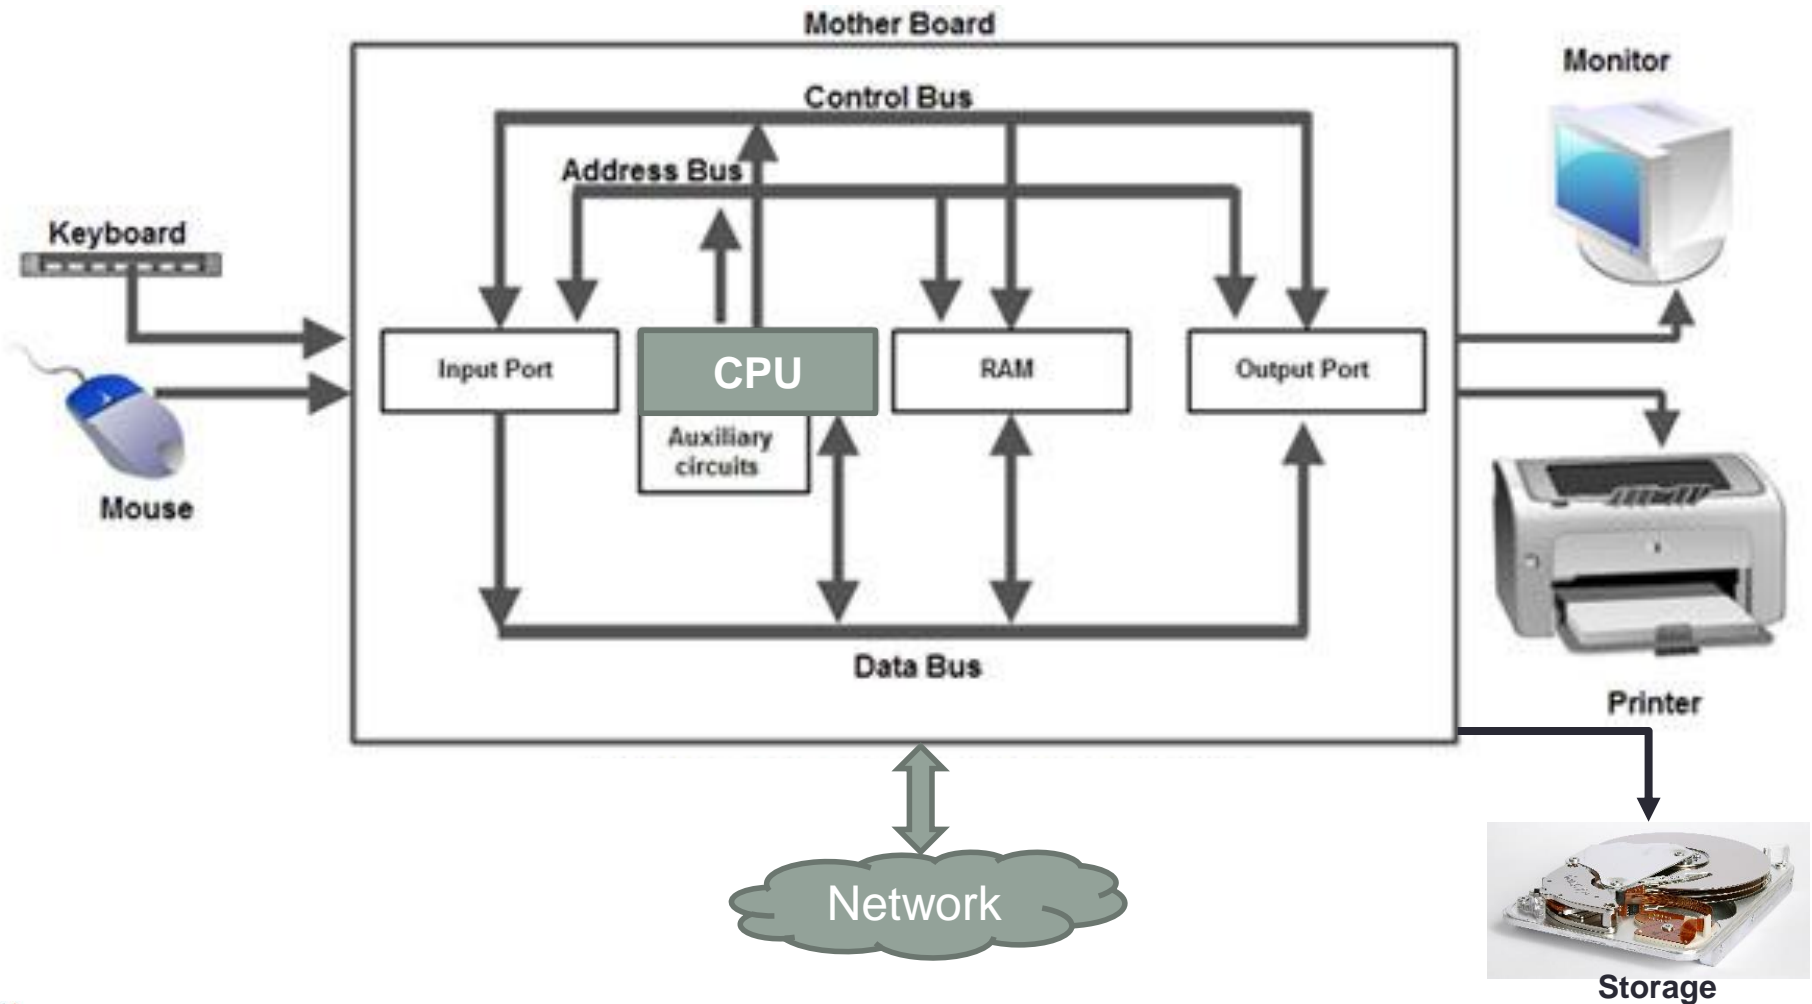 Mother Board
Monitor
Control Bus
Address Bus
Keyboard
Input Port
CPU
RAM
Output Port
Auxiliary
circuits
Mouse
Data Bus
Printer
Network
Storage